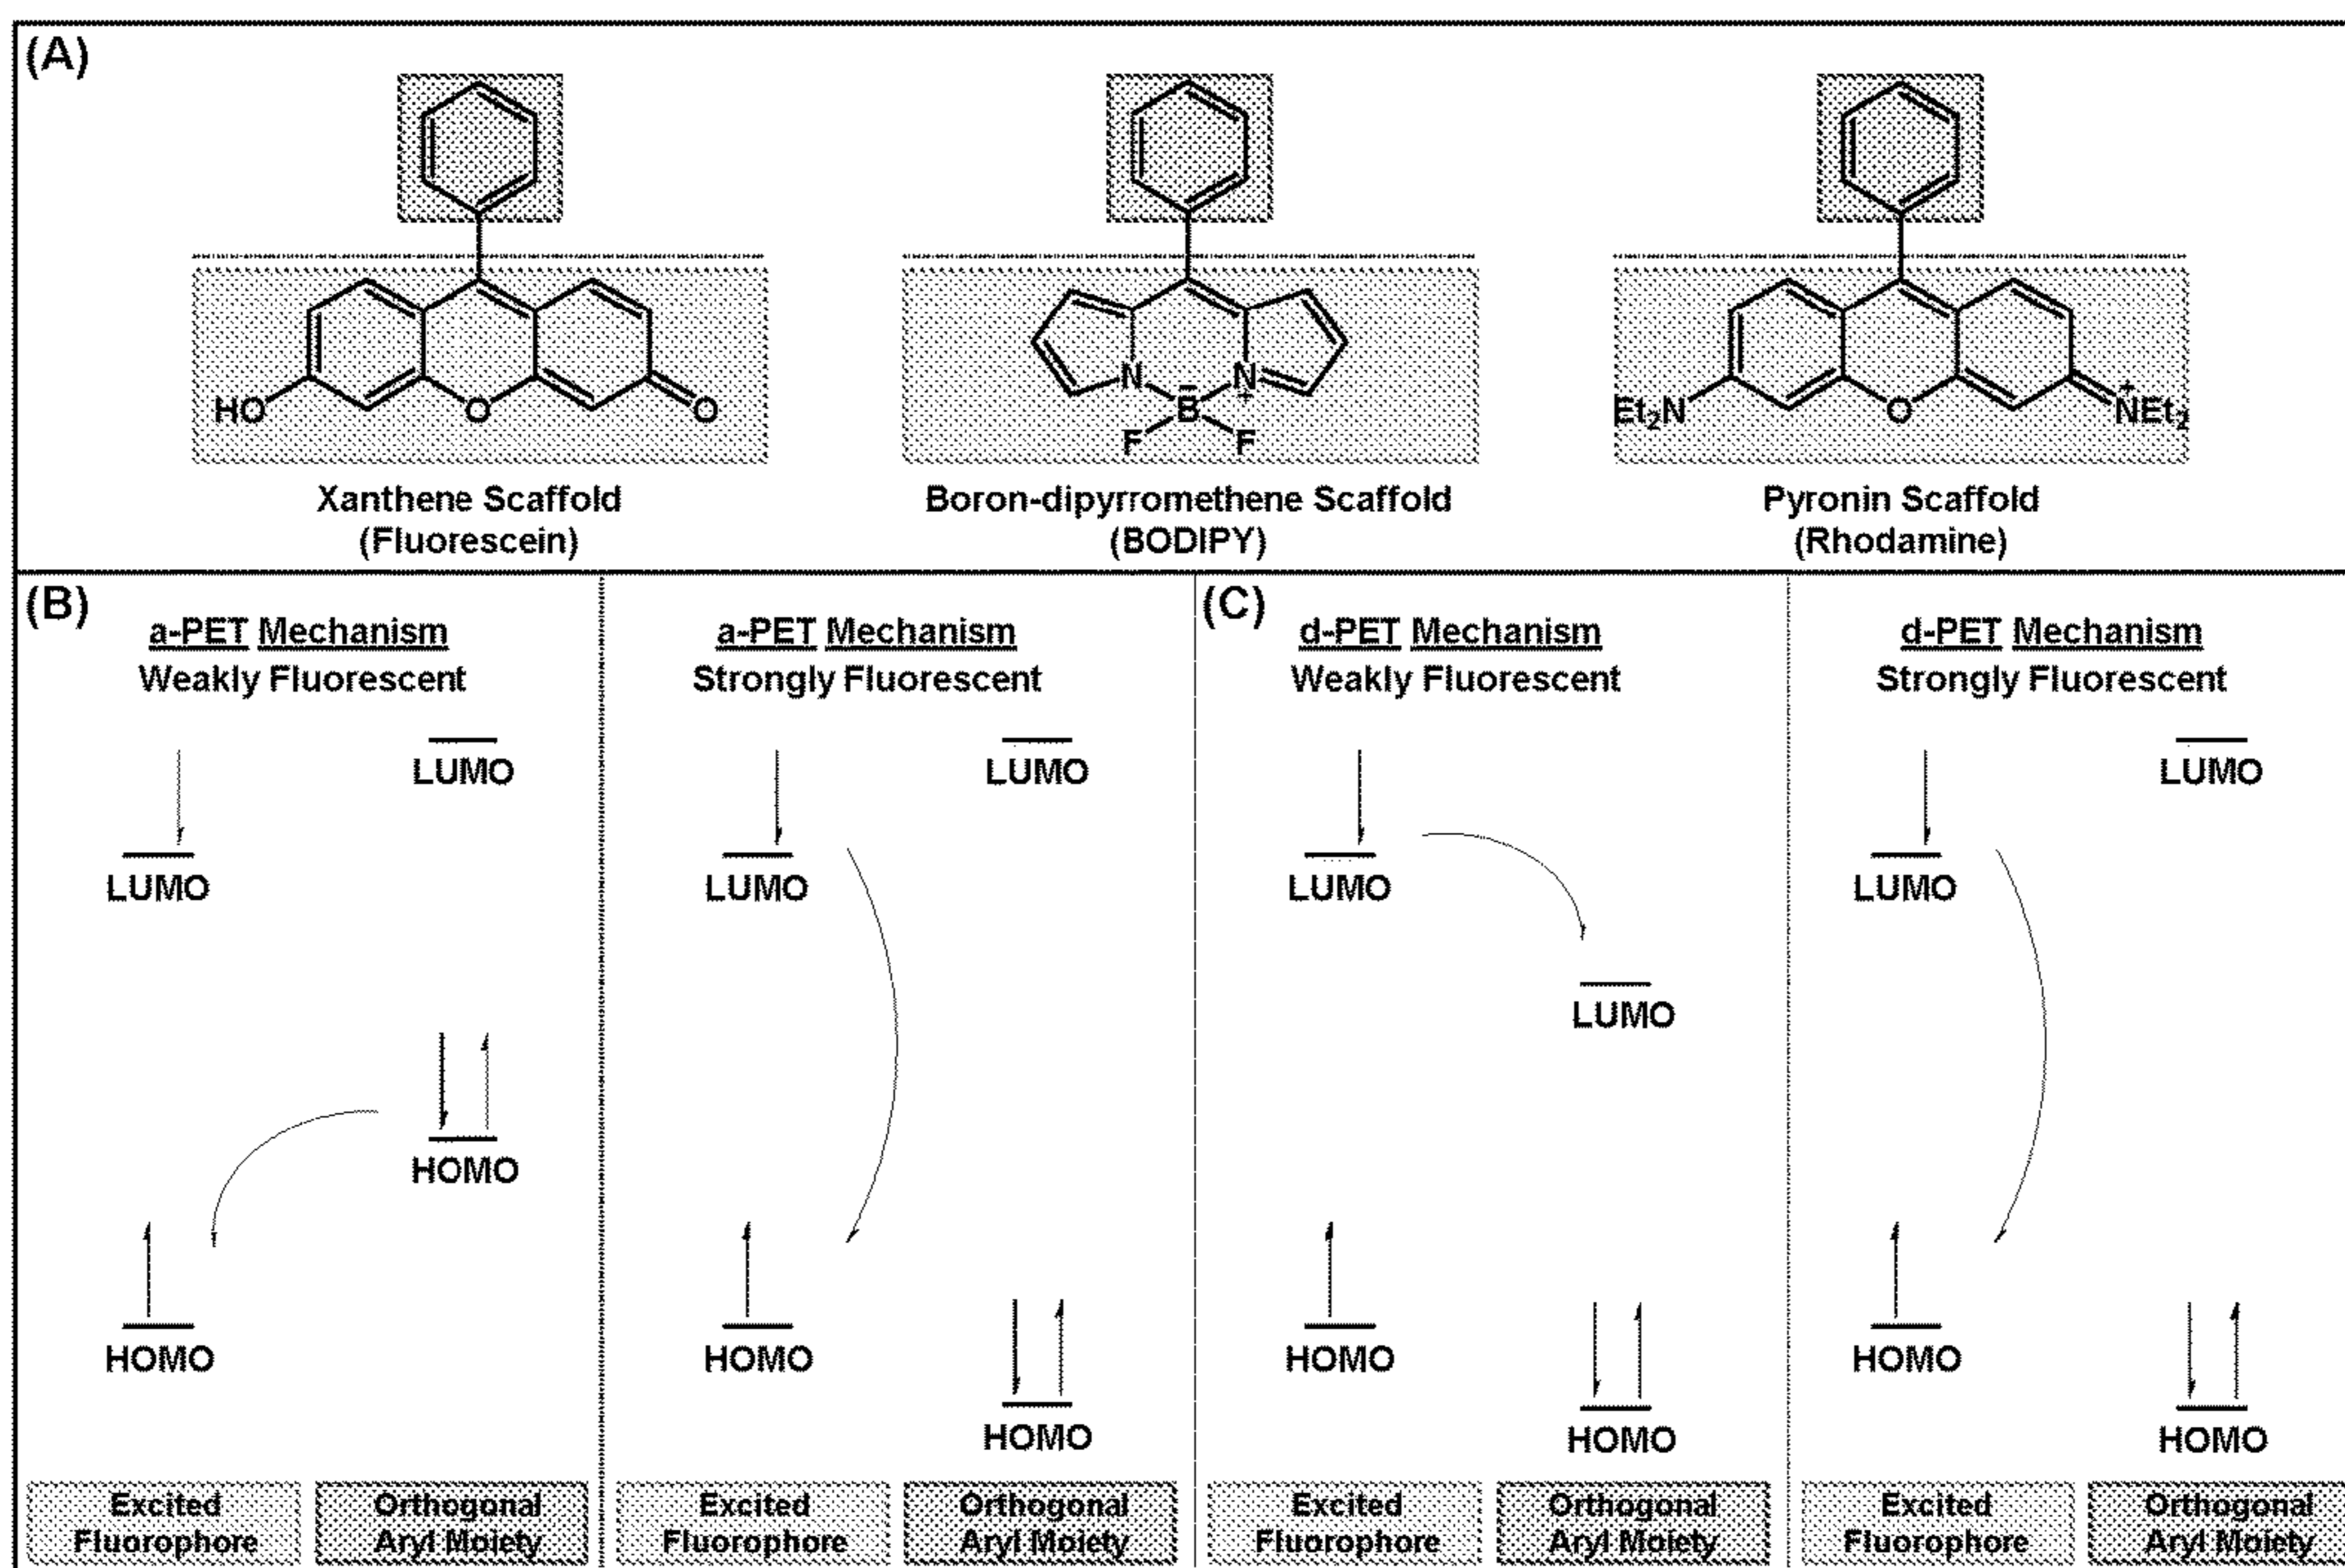 (A)
HO
O
O
N
N
+
B
−
F
F
Et2N
O
NEt2
+
Xanthene Scaffold
(Fluorescein)
Boron-dipyrromethene Scaffold
(BODIPY)
Pyronin Scaffold
(Rhodamine)
(B)
a-PET Mechanism
Weakly Fluorescent
LUMO
LUMO
HOMO
HOMO
Excited
Fluorophore
Orthogonal
Aryl Moiety
a-PET Mechanism
Strongly Fluorescent
LUMO
LUMO
HOMO
HOMO
Excited
Fluorophore
Orthogonal
Aryl Moiety
(C)
d-PET Mechanism
Weakly Fluorescent
LUMO
LUMO
HOMO
HOMO
Excited
Fluorophore
Orthogonal
Aryl Moiety
d-PET Mechanism
Strongly Fluorescent
LUMO
LUMO
HOMO
HOMO
Excited
Fluorophore
Orthogonal
Aryl Moiety